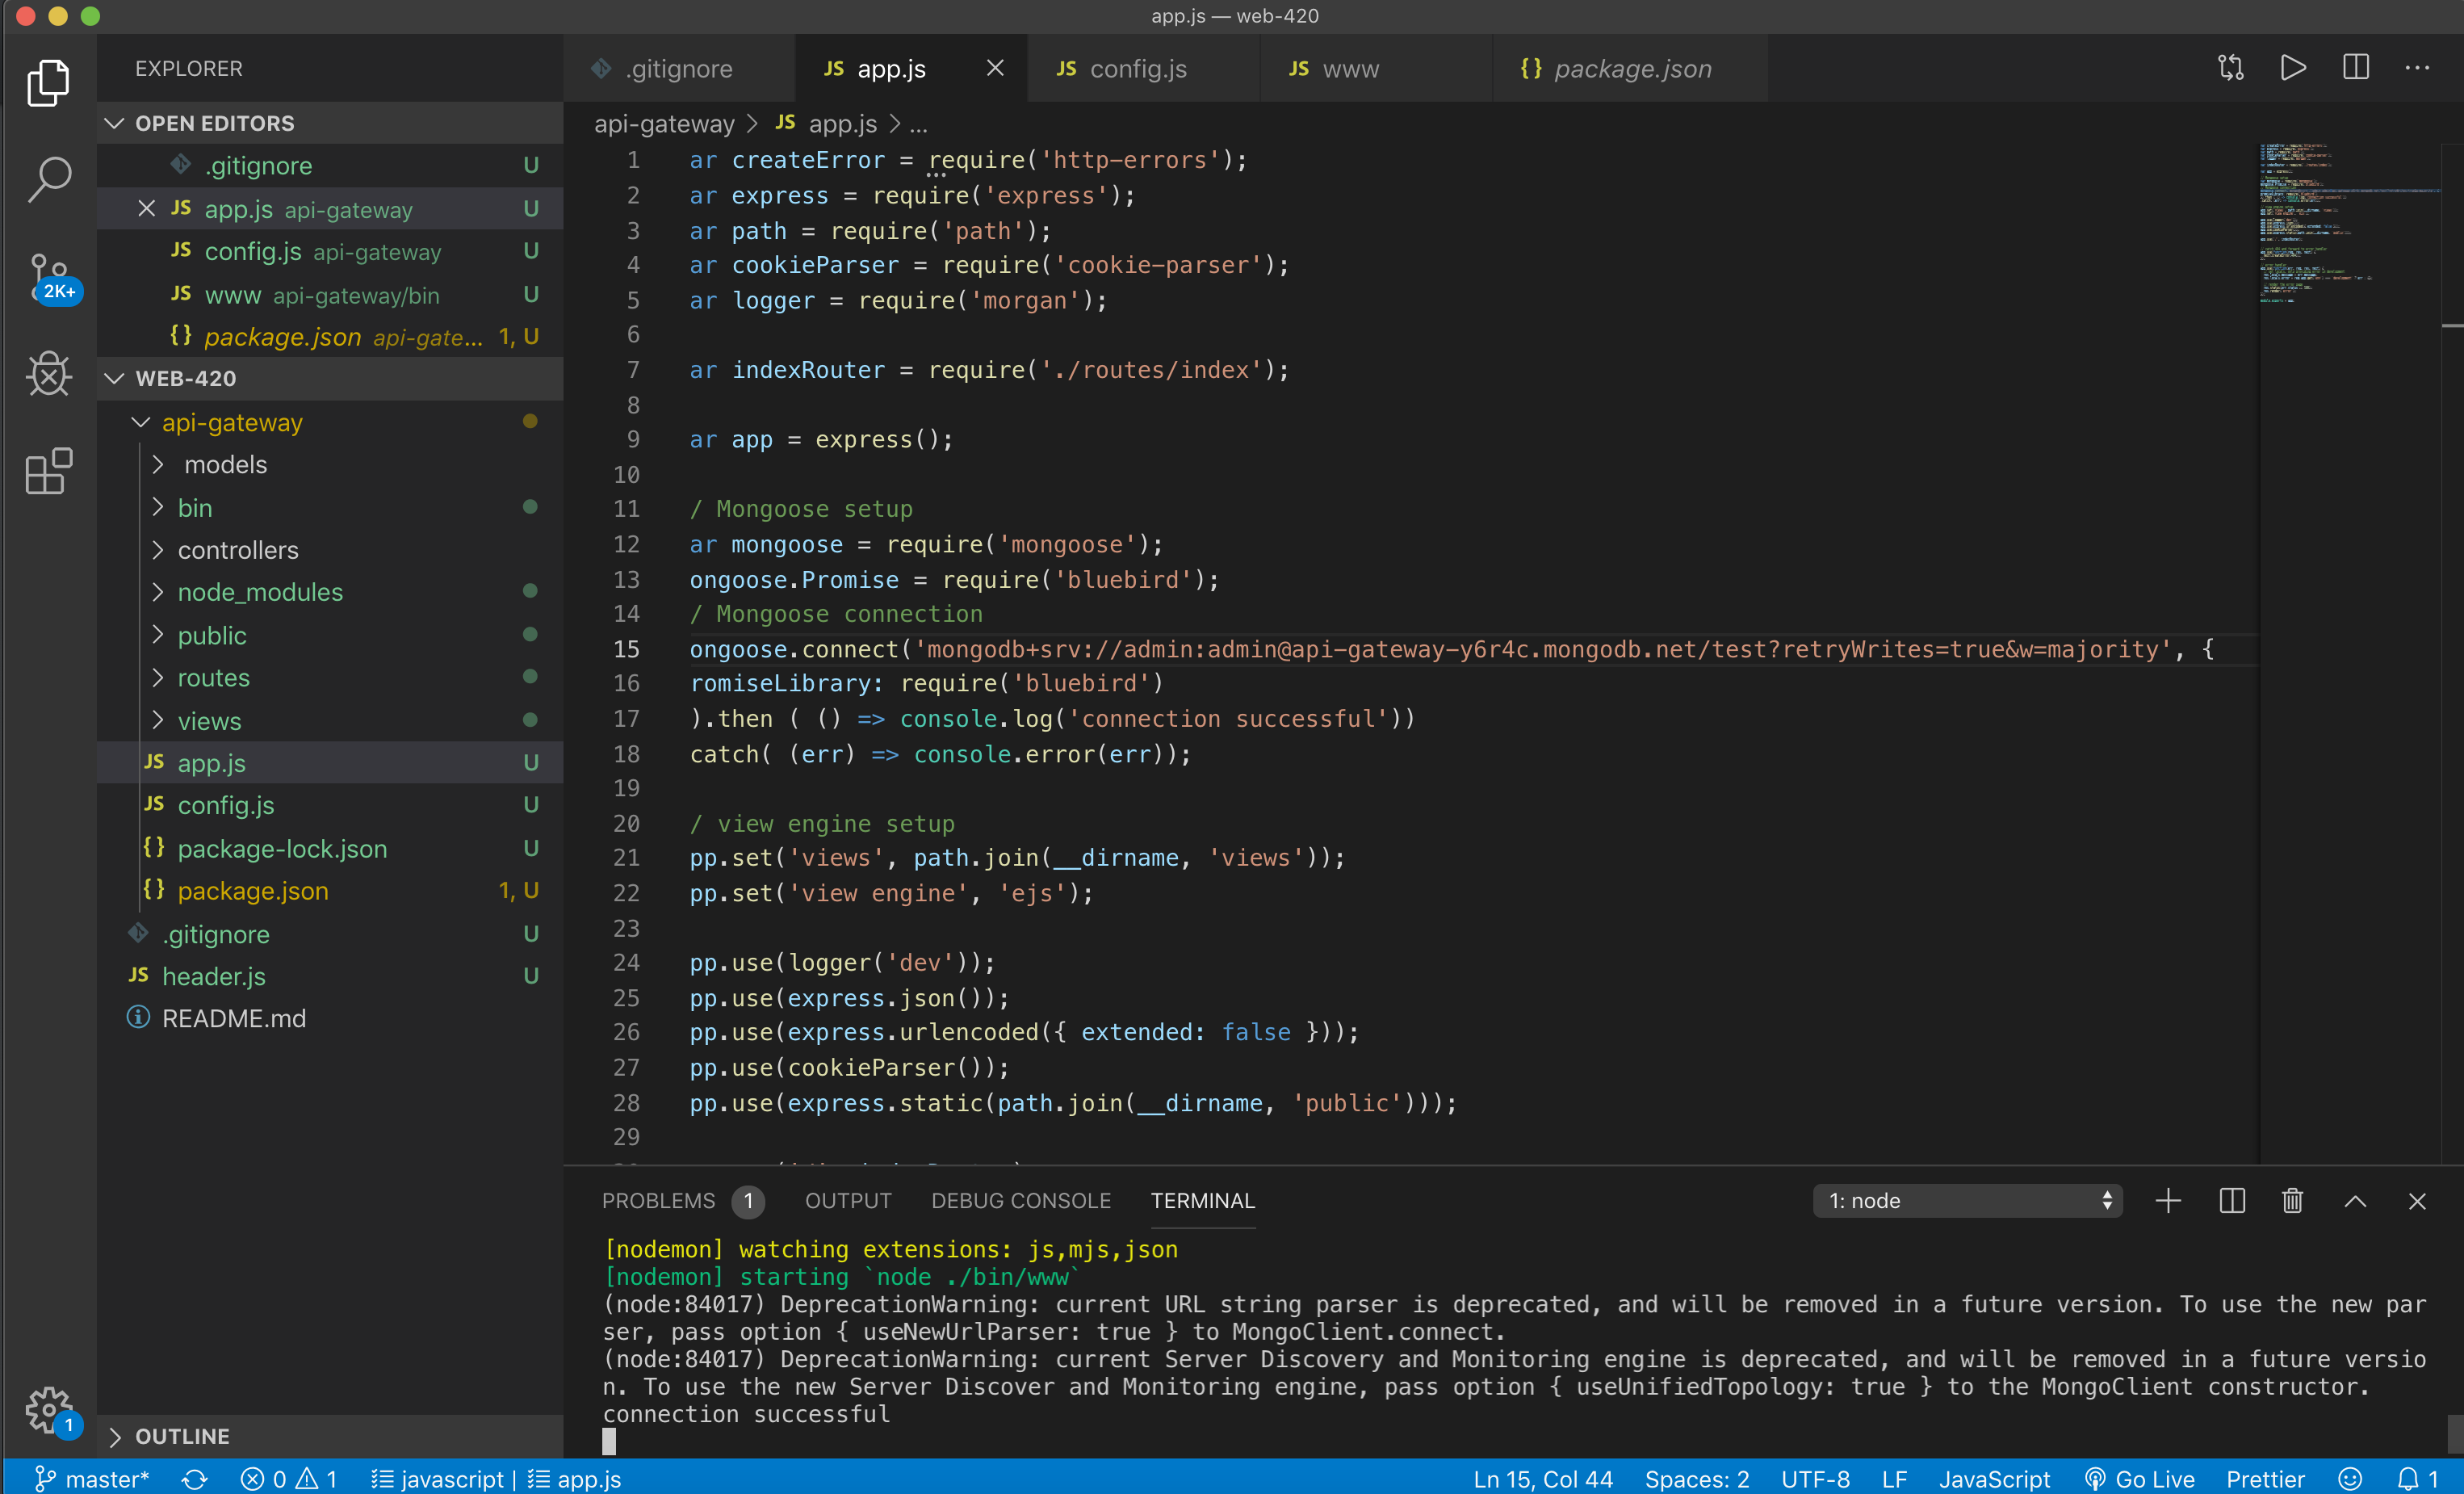 app.js — web-420
EXPLORER
OPEN EDITORS
.gitignore U
JS app.js api-gateway U
JS config.js api-gateway U
JS www api-gateway/bin U
{} package.json api-gate... 1, U
WEB-420
api-gateway
models
bin
controllers
node_modules
public
routes
views
JS app.js U
JS config.js U
{} package-lock.json U
{} package.json 1, U
.gitignore U
JS header.js U
README.md
OUTLINE
2K+
1
.gitignore JS app.js JS config.js JS www {} package.json
api-gateway > JS app.js > ...
1 ar createError = require('http-errors');
2 ar express = require('express');
3 ar path = require('path');
4 ar cookieParser = require('cookie-parser');
5 ar logger = require('morgan');
6
7 ar indexRouter = require('./routes/index');
8
9 ar app = express();
10
11 / Mongoose setup
12 ar mongoose = require('mongoose');
13 ongoose.Promise = require('bluebird');
14 / Mongoose connection
15 ongoose.connect('mongodb+srv://admin:admin@api-gateway-y6r4c.mongodb.net/test?retryWrites=true&w=majority', {
16 romiseLibrary: require('bluebird')
17 ).then ( () => console.log('connection successful'))
18 catch( (err) => console.error(err));
19
20 / view engine setup
21 pp.set('views', path.join(__dirname, 'views'));
22 pp.set('view engine', 'ejs');
23
24 pp.use(logger('dev'));
25 pp.use(express.json());
26 pp.use(express.urlencoded({ extended: false }));
27 pp.use(cookieParser());
28 pp.use(express.static(path.join(__dirname, 'public')));
29
PROBLEMS 1 OUTPUT DEBUG CONSOLE TERMINAL 1: node
[nodemon] watching extensions: js,mjs,json
[nodemon] starting `node ./bin/www`
(node:84017) DeprecationWarning: current URL string parser is deprecated, and will be removed in a future version. To use the new par
ser, pass option { useNewUrlParser: true } to MongoClient.connect.
(node:84017) DeprecationWarning: current Server Discovery and Monitoring engine is deprecated, and will be removed in a future versio
n. To use the new Server Discover and Monitoring engine, pass option { useUnifiedTopology: true } to the MongoClient constructor.
connection successful
master* 0 1 javascript | app.js Ln 15, Col 44 Spaces: 2 UTF-8 LF JavaScript Go Live Prettier 1